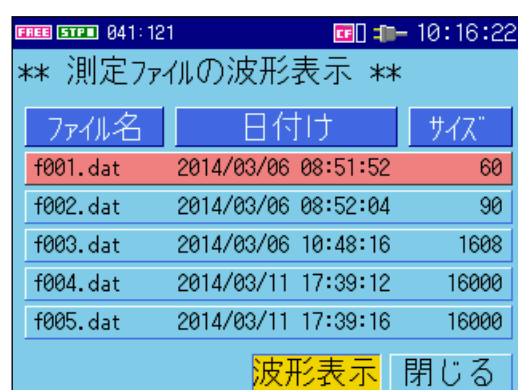 FREE STPD 041:121 CF 10:16:22
** 測定ファイルの波形表示 **
ファイル名 日付け サイズ
f001.dat 2014/03/06 08:51:52 60
f002.dat 2014/03/06 08:52:04 90
f003.dat 2014/03/06 10:48:16 1608
f004.dat 2014/03/11 17:39:12 16000
f005.dat 2014/03/11 17:39:16 16000
波形表示 閉じる